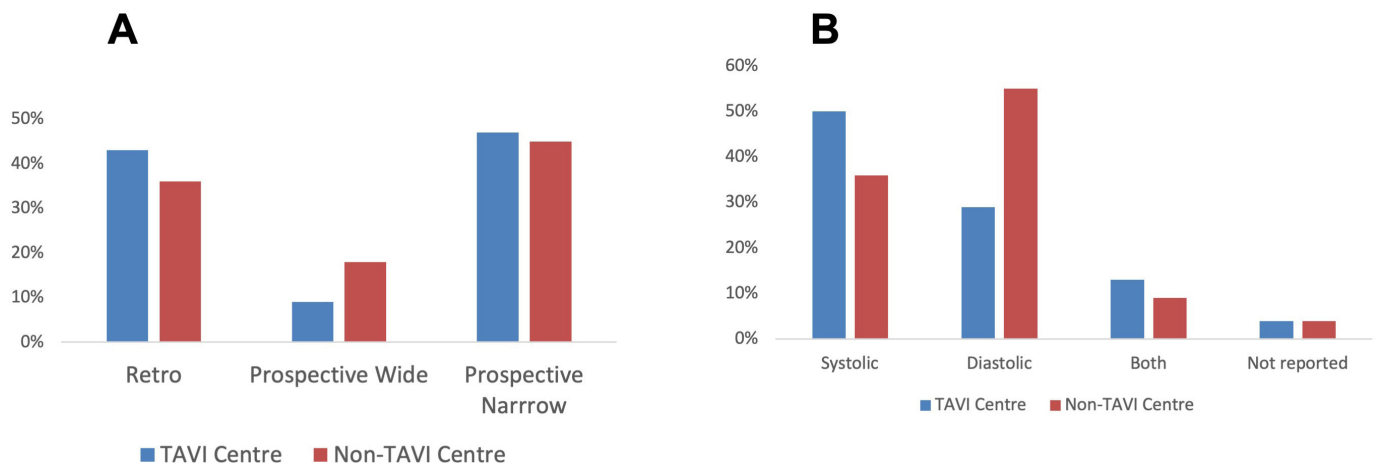 A
50%
40%
30%
20%
10%
0%
Retro
Prospective Wide
Prospective
Narrrow
TAVI Centre
Non-TAVI Centre
B
60%
50%
40%
30%
20%
10%
0%
Systolic
Diastolic
Both
Not reported
TAVI Centre
Non-TAVI Centre